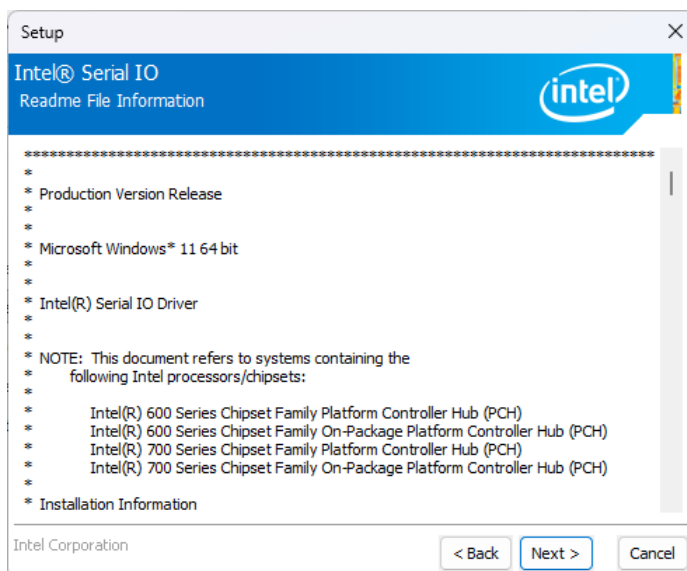 Setup
Intel® Serial IO
Readme File Information
intel
***************************************************************************
*
* Production Version Release
*
*
* Microsoft Windows* 11 64 bit
*
*
* Intel(R) Serial IO Driver
*
*
* NOTE: This document refers to systems containing the
* following Intel processors/chipsets:
*
* Intel(R) 600 Series Chipset Family Platform Controller Hub (PCH)
* Intel(R) 600 Series Chipset Family On-Package Platform Controller Hub (PCH)
* Intel(R) 700 Series Chipset Family Platform Controller Hub (PCH)
* Intel(R) 700 Series Chipset Family On-Package Platform Controller Hub (PCH)
*
* Installation Information
Intel Corporation
< Back Next > Cancel